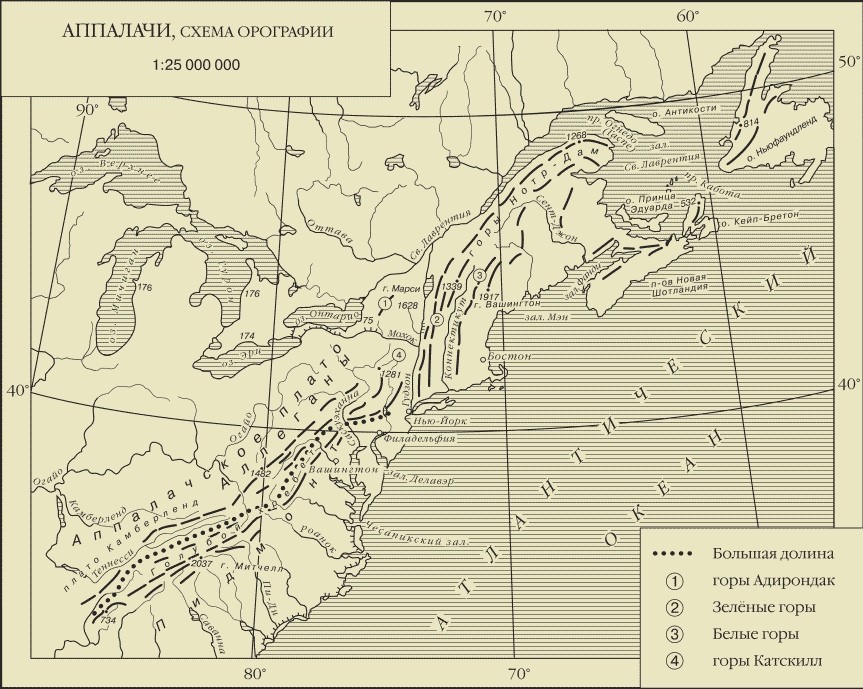 АППАЛАЧИ, СХЕМА ОРОГРАФИИ
1:25 000 000
70°
60°
50°
90°
о. Антикости
814
о. Ньюфаундленд
1268
зал.
Св. Лаврентия
пр. Кабота
оз. Верхнее
Нотр-Дам
о. Принца
Эдуарда
532
о. Кейп-Бретон
Оттава
Св. Лаврентия
Сент-Джон
горы
оз. Мичиган
176
оз. Гурон
176
г. Марси
1
1628
3
1339
1917
г. Вашингтон
зал. Фанди
п-ов Новая
Шотландия
оз. Онтарио
75
2
зал. Мэн
174
оз. Эри
Мохок
4
Коннектикут
Бостон
1281
Гудзон
40°
40°
Аппалачское плато
Аллеганы
Огайо
Саскуэханна
Нью-Йорк
Филадельфия
1482
Вашингтон
зал. Делавэр
Огайо
Камберленд
плато Камберленд
Голубой хребет
Чесапикский зал.
Роанок
Теннесси
2037 г. Митчелл
734
Пи-Ди
Саванна
ПИДМОНТ
АТЛАНТИЧЕСКИЙ
ОКЕАН
Большая долина
1 горы Адирондак
2 Зелёные горы
3 Белые горы
4 горы Катскилл
80°
70°